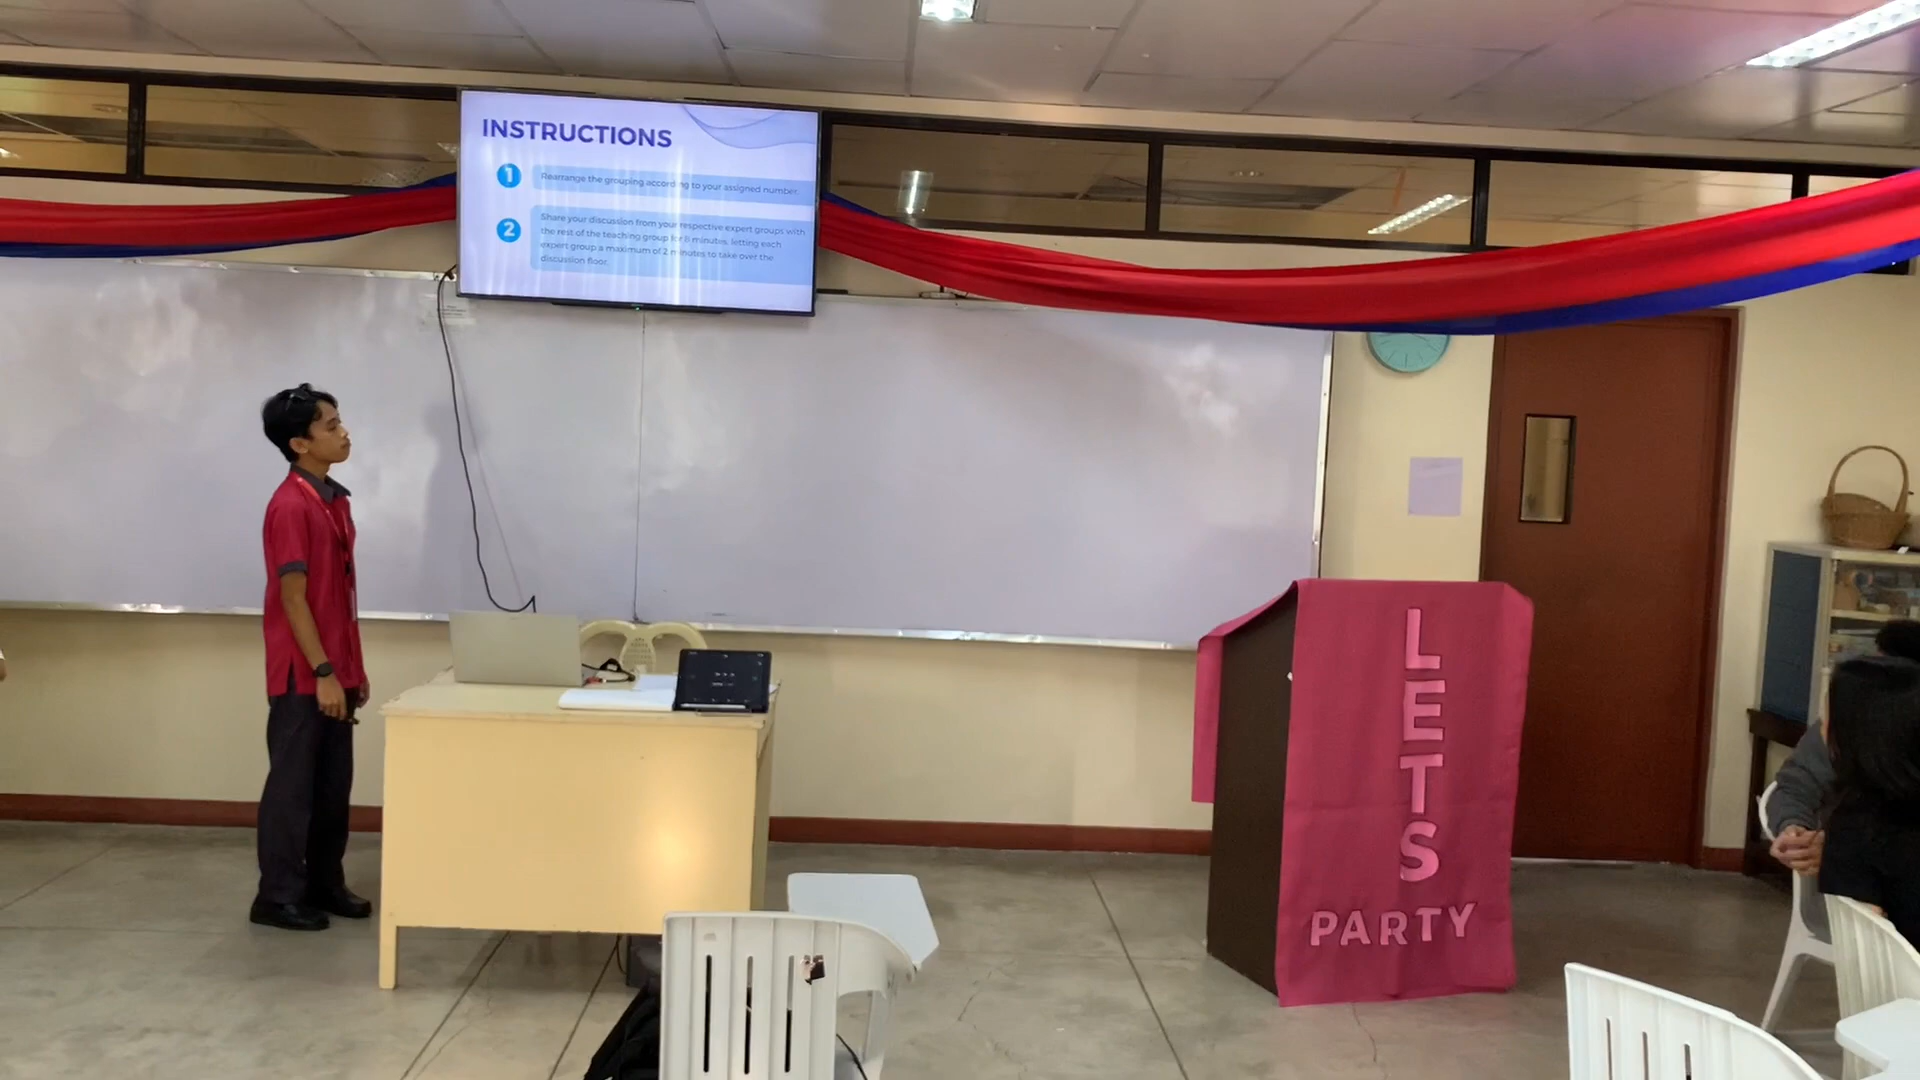 INSTRUCTIONS
1
Rearrange the grouping according to your assigned number.
2
Share your discussion from your respective expert groups with
the rest of the teaching group for 8 minutes, letting each
expert group a maximum of 2 minutes to take over the
discussion floor.
LETS
PARTY